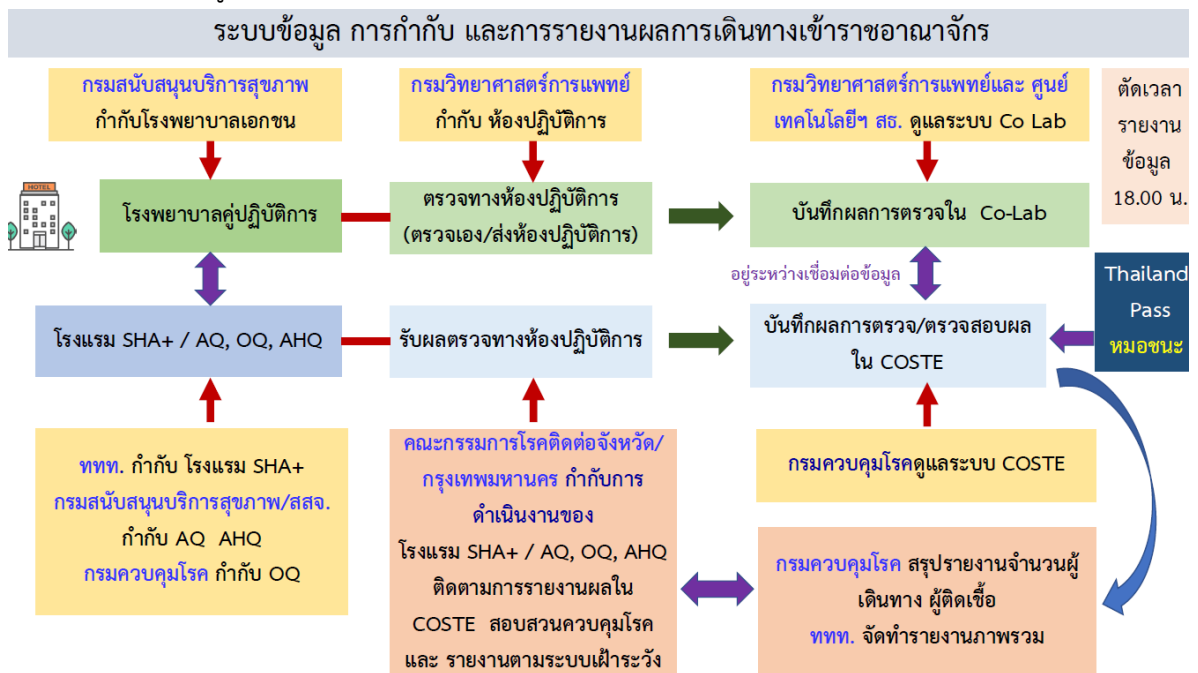 ระบบข้อมูล การกำกับ และการรายงานผลการเดินทางเข้าราชอาณาจักร
กรมสนับสนุนบริการสุขภาพ
กำกับโรงพยาบาลเอกชน
กรมวิทยาศาสตร์การแพทย์
กำกับ ห้องปฏิบัติการ
กรมวิทยาศาสตร์การแพทย์และ ศูนย์
เทคโนโลยีฯ สธ. ดูแลระบบ Co Lab
ตัดเวลา
รายงาน
ข้อมูล
18.00 น.
HOTEL
โรงพยาบาลคู่ปฏิบัติการ
ตรวจทางห้องปฏิบัติการ
(ตรวจเอง/ส่งห้องปฏิบัติการ)
บันทึกผลการตรวจใน Co-Lab
อยู่ระหว่างเชื่อมต่อข้อมูล
Thailand
Pass
หมอชนะ
โรงแรม SHA+ / AQ, OQ, AHQ
รับผลตรวจทางห้องปฏิบัติการ
บันทึกผลการตรวจ/ตรวจสอบผล
ใน COSTE
ททท. กำกับ โรงแรม SHA+
กรมสนับสนุนบริการสุขภาพ/สสจ.
กำกับ AQ AHQ
กรมควบคุมโรค กำกับ OQ
คณะกรรมการโรคติดต่อจังหวัด/
กรุงเทพมหานคร กำกับการ
ดำเนินงานของ
โรงแรม SHA+ / AQ, OQ, AHQ
ติดตามการรายงานผลใน
COSTE สอบสวนควบคุมโรค
และ รายงานตามระบบเฝ้าระวัง
กรมควบคุมโรคดูแลระบบ COSTE
กรมควบคุมโรค สรุปรายงานจำนวนผู้
เดินทาง ผู้ติดเชื้อ
ททท. จัดทำรายงานภาพรวม